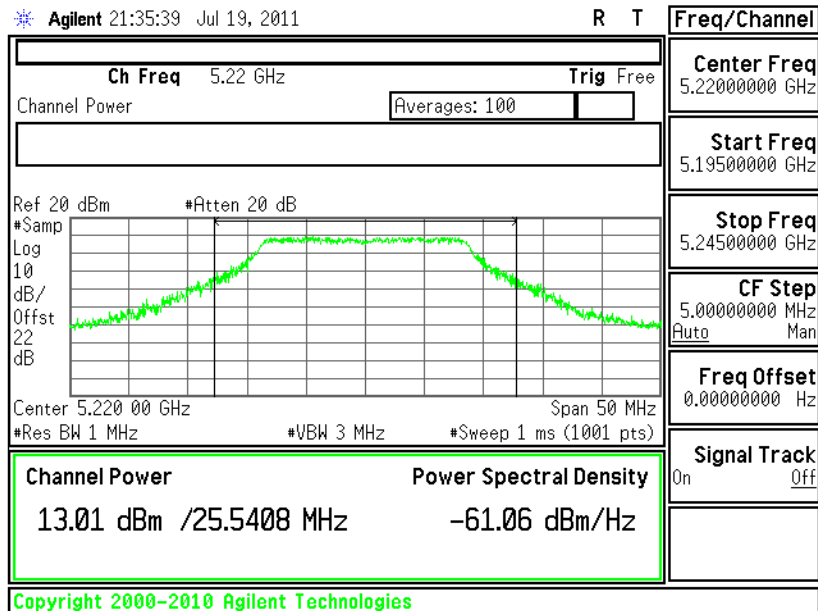 Agilent 21:35:39 Jul 19, 2011 R T
Freq/Channel
Ch Freq 5.22 GHz Trig Free
Channel Power Averages: 100
Ref 20 dBm #Atten 20 dB
#Samp
Log
10
dB/
Offst
22
dB
Center 5.220 00 GHz Span 50 MHz
#Res BW 1 MHz #VBW 3 MHz #Sweep 1 ms (1001 pts)
Channel Power Power Spectral Density
13.01 dBm /25.5408 MHz -61.06 dBm/Hz
Center Freq
5.22000000 GHz
Start Freq
5.19500000 GHz
Stop Freq
5.24500000 GHz
CF Step
5.00000000 MHz
Auto Man
Freq Offset
0.00000000 Hz
Signal Track
On Off
Copyright 2000-2010 Agilent Technologies